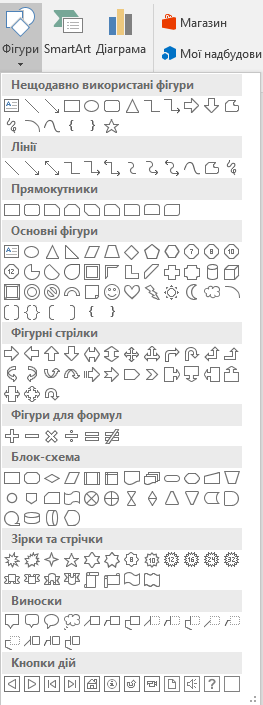 Магазин
Фігури SmartArt Діаграма Мої надбудови
Нещодавно використані фігури
Лінії
Прямокутники
Основні фігури
Фігурні стрілки
Фігури для формул
Блок-схема
Зірки та стрічки
Виноски
Кнопки дій